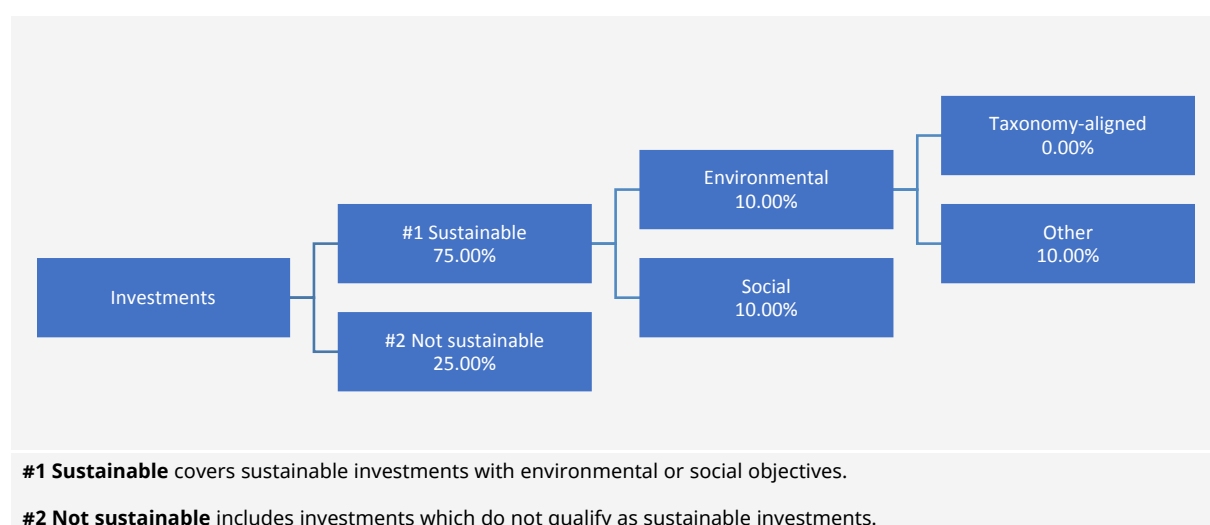 Investments
#1 Sustainable
75.00%
#2 Not sustainable
25.00%
Environmental
10.00%
Social
10.00%
Taxonomy-aligned
0.00%
Other
10.00%
#1 Sustainable covers sustainable investments with environmental or social objectives.
#2 Not sustainable includes investments which do not qualify as sustainable investments.